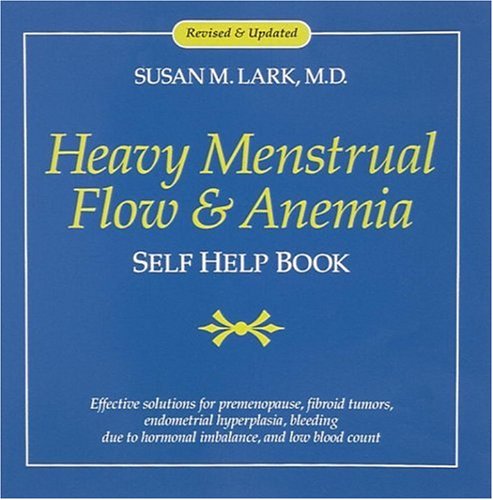 Revised & Updated
SUSAN M. LARK, M.D.
Heavy Menstrual
Flow & Anemia
SELF HELP BOOK
Effective solutions for premenopause, fibroid tumors,
endometrial hyperplasia, bleeding
due to hormonal imbalance, and low blood count